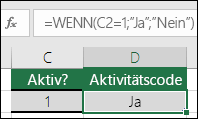 fx =WENN(C2=1;"Ja";"Nein")
C D
Aktiv? Aktivitätscode
1 Ja